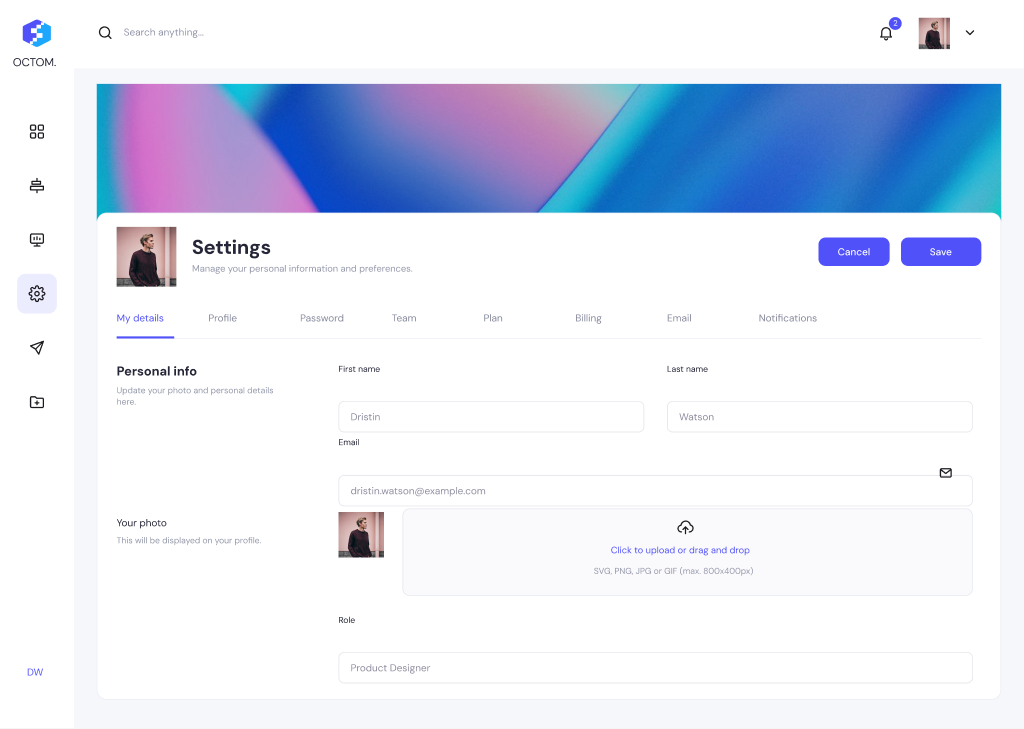 OCTOM.
Search anything...
2
Settings
Manage your personal information and preferences.
Cancel
Save
My details
Profile
Password
Team
Plan
Billing
Email
Notifications
Personal info
Update your photo and personal details
here.
First name
Last name
Dristin
Watson
Email
dristin.watson@example.com
Your photo
This will be displayed on your profile.
Click to upload or drag and drop
SVG, PNG, JPG or GIF (max. 800x400px)
Role
Product Designer
DW